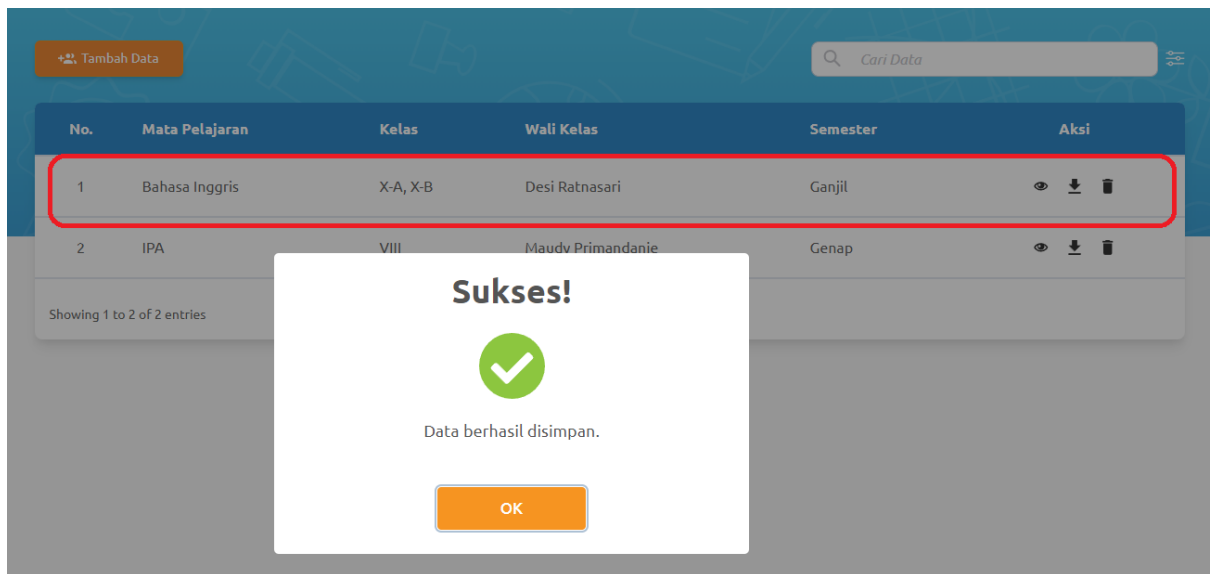 Tambah Data
Cari Data
No. Mata Pelajaran Kelas Wali Kelas Semester Aksi
1 Bahasa Inggris X-A, X-B Desi Ratnasari Ganjil
2 IPA VIII Maudy Primandanie Genap
Showing 1 to 2 of 2 entries
Sukses!
Data berhasil disimpan.
OK